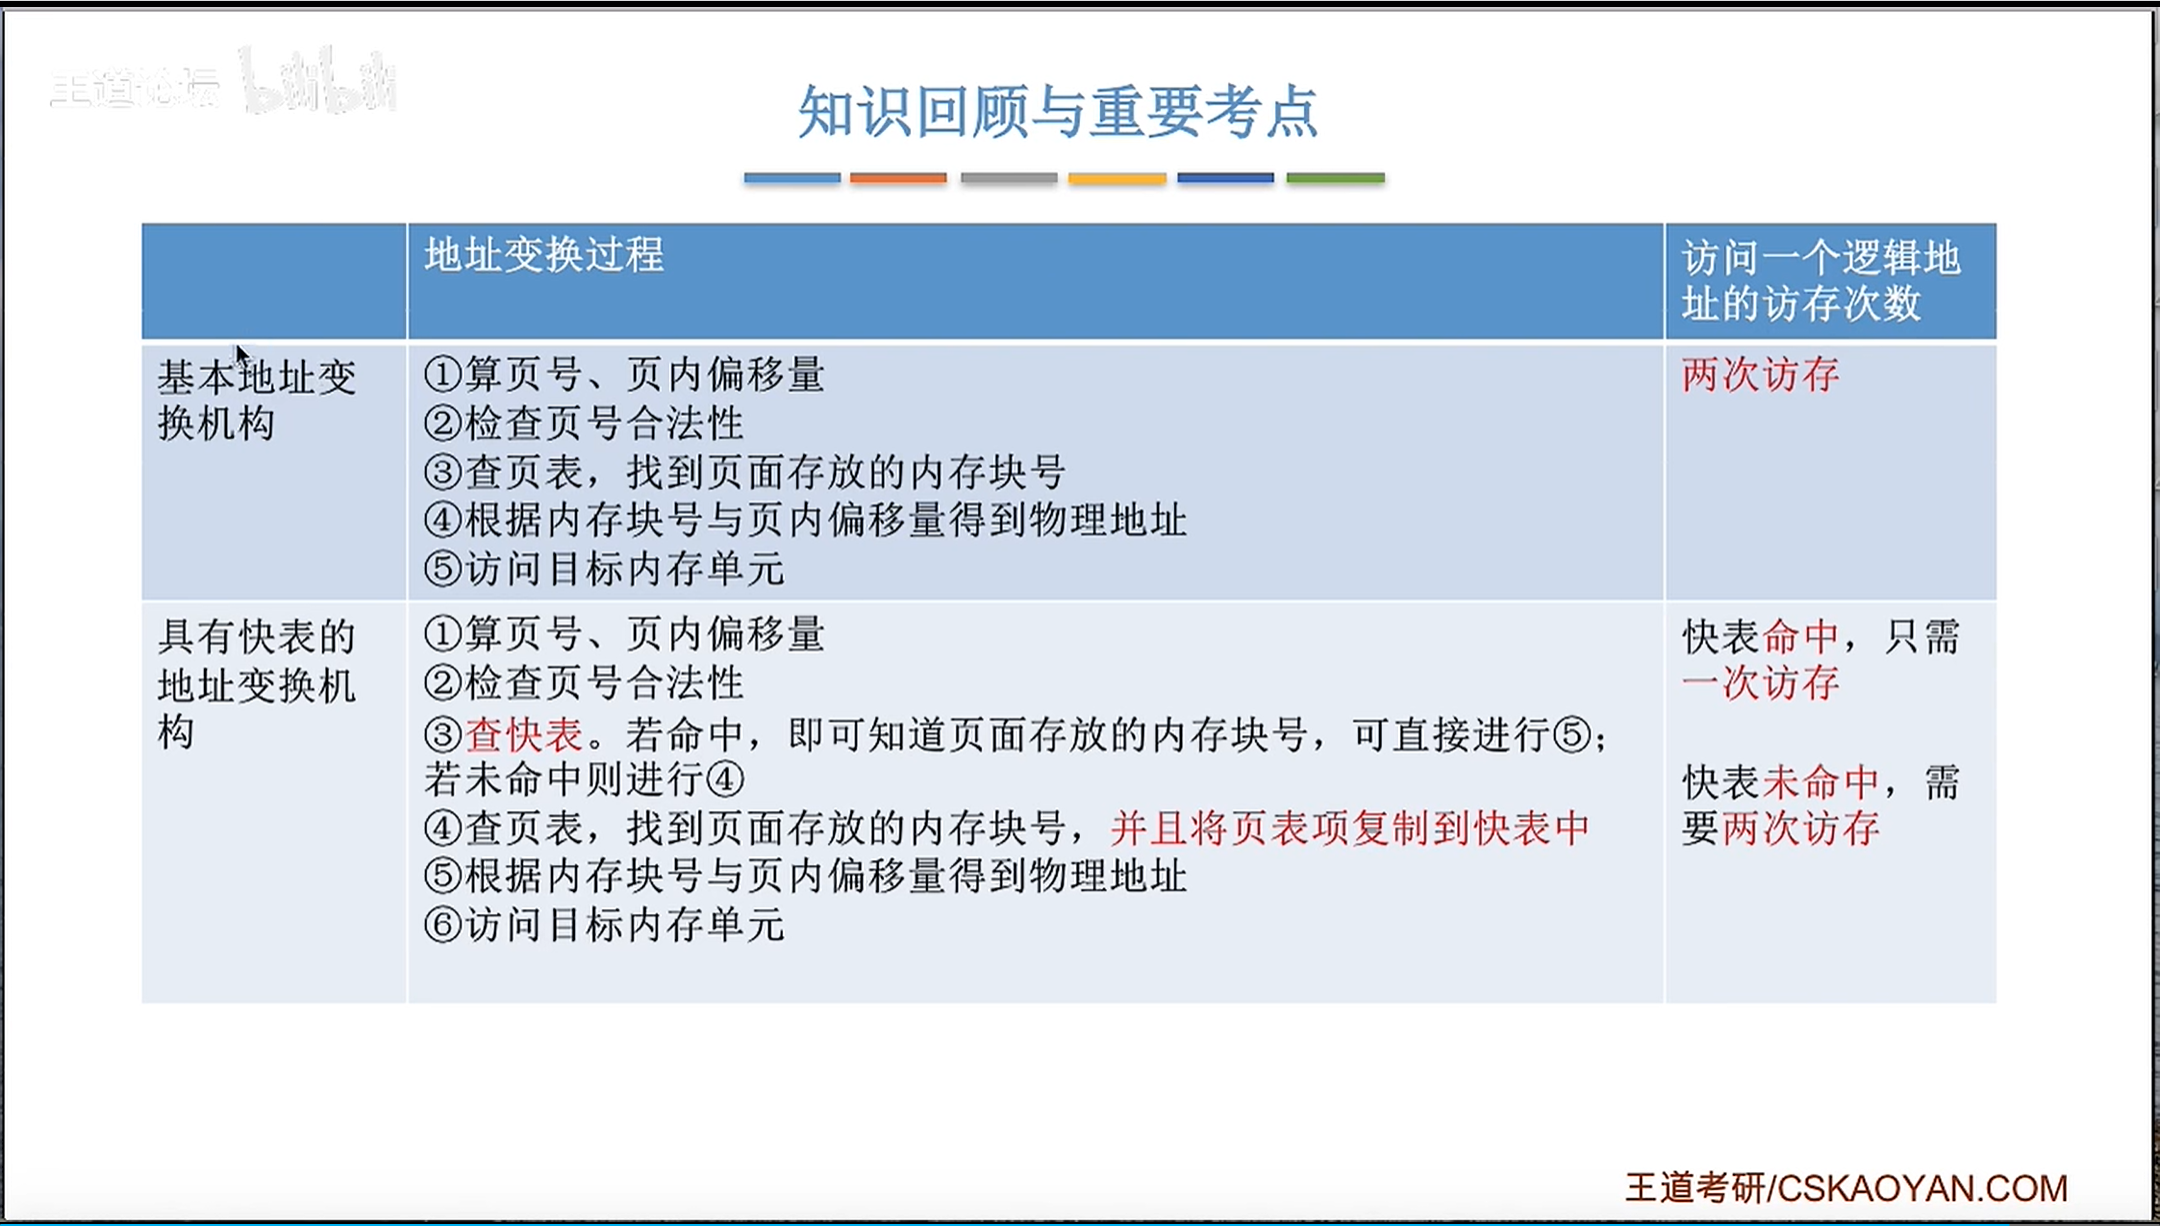 王道论坛 bilibili
知识回顾与重要考点
地址变换过程
访问一个逻辑地
址的访存次数
基本地址变
换机构
①算页号、页内偏移量
②检查页号合法性
③查页表，找到页面存放的内存块号
④根据内存块号与页内偏移量得到物理地址
⑤访问目标内存单元
两次访存
具有快表的
地址变换机
构
①算页号、页内偏移量
②检查页号合法性
③查快表。若命中，即可知道页面存放的内存块号，可直接进行⑤；
若未命中则进行④
④查页表，找到页面存放的内存块号，并且将页表项复制到快表中
⑤根据内存块号与页内偏移量得到物理地址
⑥访问目标内存单元
快表命中，只需
一次访存
快表未命中，需
要两次访存
王道考研/CSKAOYAN.COM